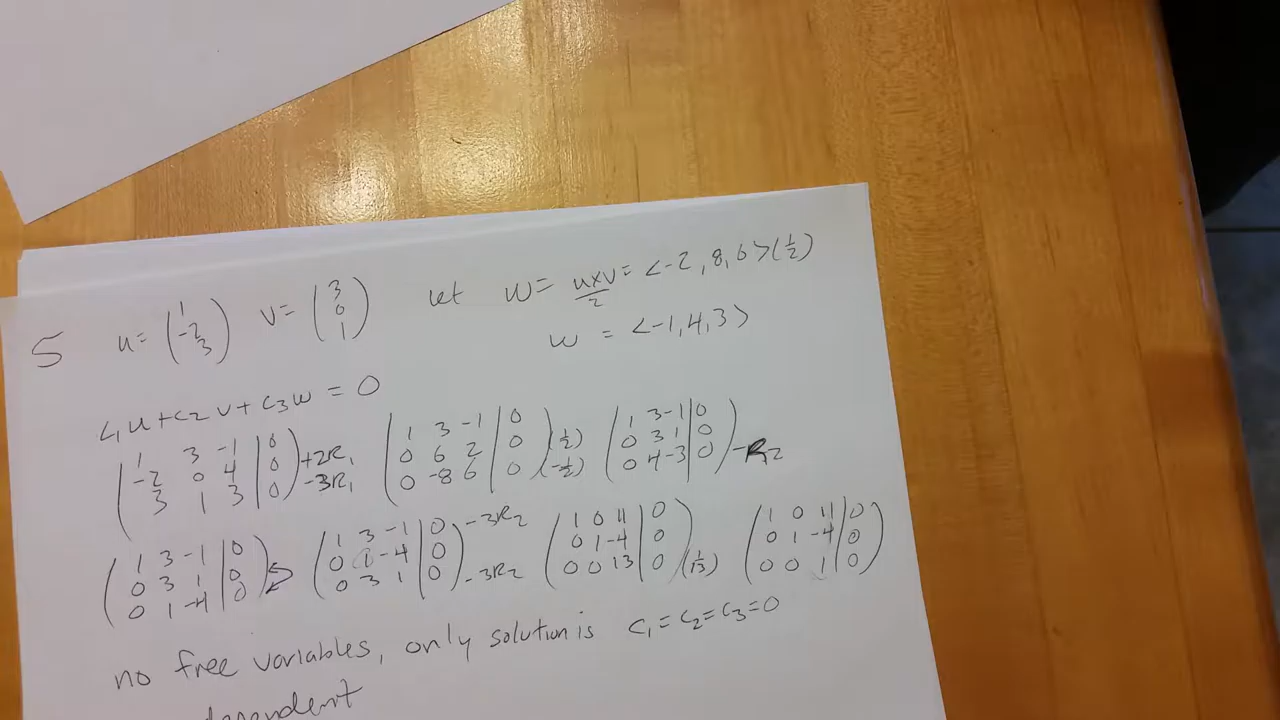 5 u= (1 -2 3) v= (3 0 1) let w= uxv/2 = <-2, 8, 6>(1/2)
w = <-1,4,3>
c₁u+c₂v+c₃w = 0
(1 3 -1 | 0; -2 0 4 | 0; 3 1 3 | 0) +2R₁ -3R₁ (1 3 -1 | 0; 0 6 2 | 0; 0 -8 6 | 0) (1/2) (-1/2) (1 3 -1 | 0; 0 3 1 | 0; 0 4 -3 | 0) -R₂
(1 3 -1 | 0; 0 3 1 | 0; 0 1 -4 | 0) (1 3 -1 | 0; 0 1 -4 | 0; 0 3 1 | 0) -3R₂ -3R₂ (1 0 11 | 0; 0 1 -4 | 0; 0 0 13 | 0) (1/13) (1 0 11 | 0; 0 1 -4 | 0; 0 0 1 | 0)
no free variables, only solution is c₁=c₂=c₃=0